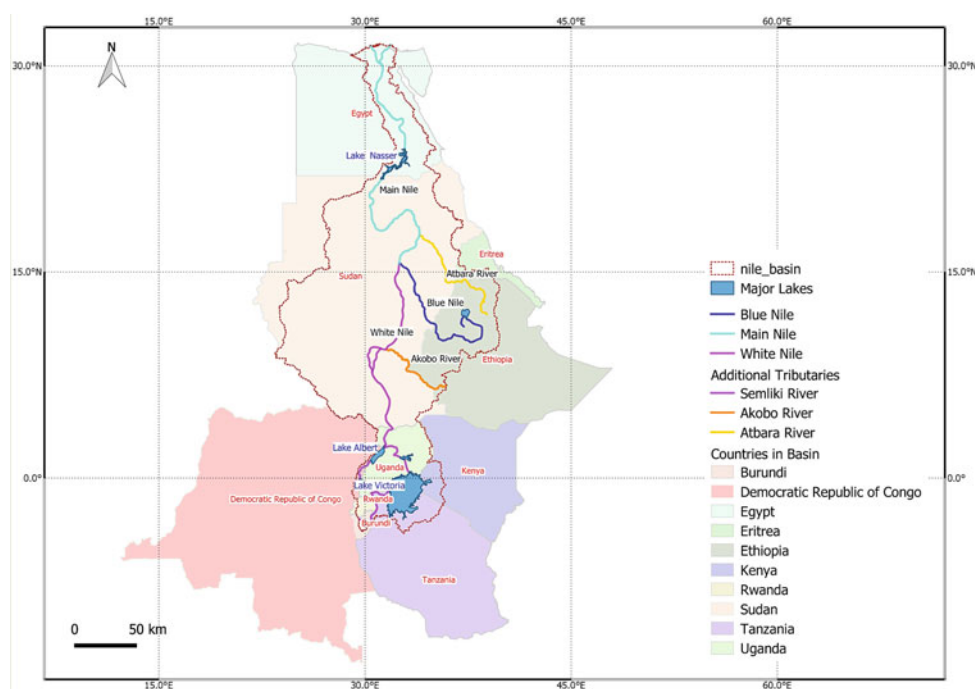 15.0°E 30.0°E 45.0°E 60.0°E
N
30.0°N 30.0°N
Egypt
Lake Nasser
Main Nile
Eritrea
15.0°N 15.0°N
Sudan
Atbara River
Blue Nile
White Nile
Akobo River
Ethiopia
Lake Albert
Uganda
Kenya
0.0° 0.0°
Lake Victoria
Democratic Republic of Congo
Rwanda
Burundi
Tanzania
0 50 km
nile_basin
Major Lakes
Blue Nile
Main Nile
White Nile
Additional Tributaries
Semliki River
Akobo River
Atbara River
Countries in Basin
Burundi
Democratic Republic of Congo
Egypt
Eritrea
Ethiopia
Kenya
Rwanda
Sudan
Tanzania
Uganda
15.0°E 30.0°E 45.0°E 60.0°E